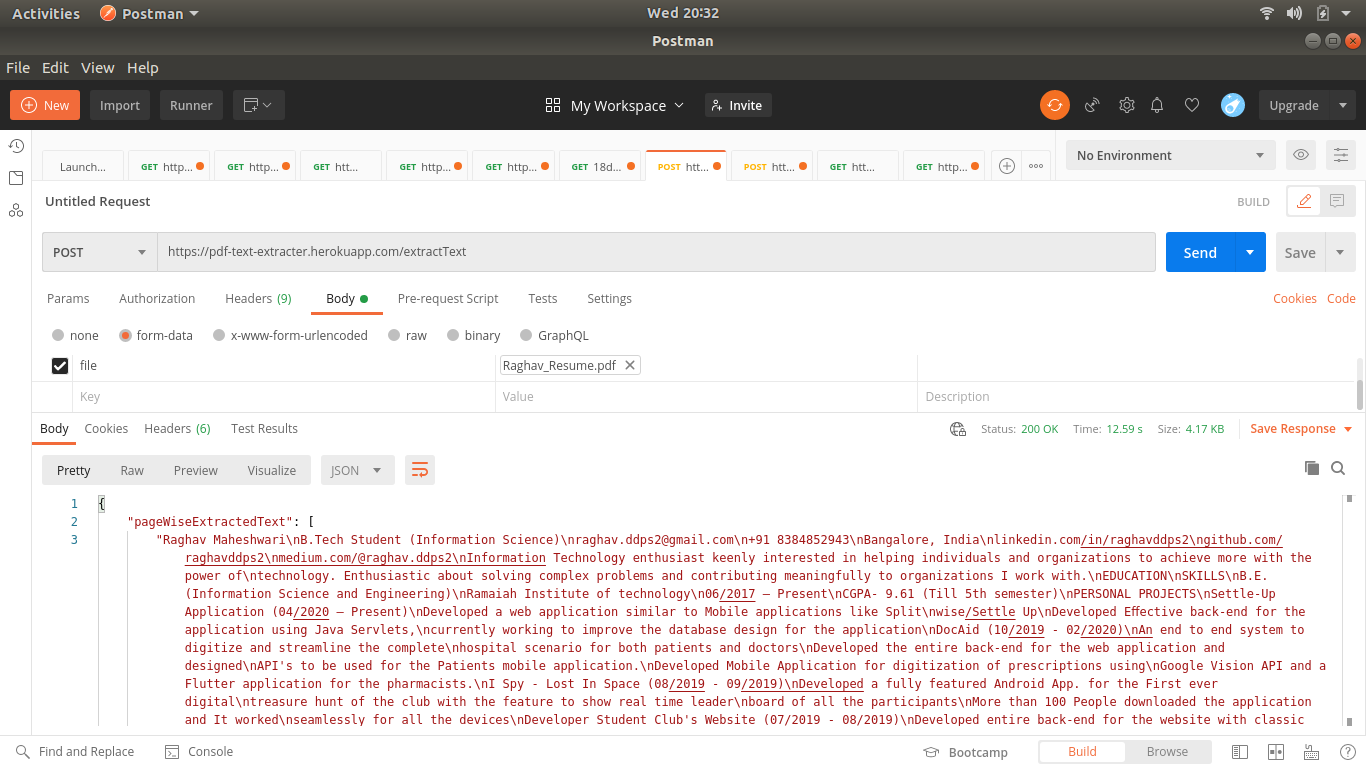 Activities Postman Wed 20:32
Postman
File Edit View Help
New Import Runner My Workspace Invite Upgrade
Launch... GET http... GET http... GET htt... GET http... GET http... GET 18d... POST htt... POST htt... GET htt... GET http... No Environment
Untitled Request BUILD
POST https://pdf-text-extracter.herokuapp.com/extractText Send Save
Params Authorization Headers (9) Body Pre-request Script Tests Settings Cookies Code
none form-data x-www-form-urlencoded raw binary GraphQL
file Raghav_Resume.pdf
Key Value Description
Body Cookies Headers (6) Test Results Status: 200 OK Time: 12.59 s Size: 4.17 KB Save Response
Pretty Raw Preview Visualize JSON
1 {
2 "pageWiseExtractedText": [
3 "Raghav Maheshwari\nB.Tech Student (Information Science)\nraghav.ddps2@gmail.com\n+91 8384852943\nBangalore, India\nlinkedin.com/in/raghavddps2\ngithub.com/
raghavddps2\nmedium.com/@raghav.ddps2\nInformation Technology enthusiast keenly interested in helping individuals and organizations to achieve more with the
power of\ntechnology. Enthusiastic about solving complex problems and contributing meaningfully to organizations I work with.\nEDUCATION\nSKILLS\nB.E.
(Information Science and Engineering)\nRamaiah Institute of technology\n06/2017 – Present\nCGPA- 9.61 (Till 5th semester)\nPERSONAL PROJECTS\nSettle-Up
Application (04/2020 – Present)\nDeveloped a web application similar to Mobile applications like Split\nwise/Settle Up\nDeveloped Effective back-end for the
application using Java Servlets,\ncurrently working to improve the database design for the application\nDocAid (10/2019 - 02/2020)\nAn end to end system to
digitize and streamline the complete\nhospital scenario for both patients and doctors\nDeveloped the entire back-end for the web application and
designed\nAPI's to be used for the Patients mobile application.\nDeveloped Mobile Application for digitization of prescriptions using\nGoogle Vision API and a
Flutter application for the pharmacists.\nI Spy - Lost In Space (08/2019 - 09/2019)\nDeveloped a fully featured Android App. for the First ever
digital\ntreasure hunt of the club with the feature to show real time leader\nboard of all the participants\nMore than 100 People downloaded the application
and It worked\nseamlessly for all the devices\nDeveloper Student Club's Website (07/2019 - 08/2019)\nDeveloped entire back-end for the website with classic
Find and Replace Console Bootcamp Build Browse